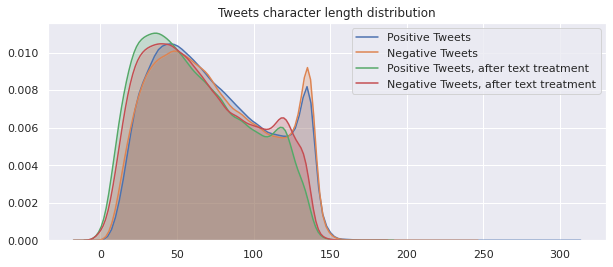 Tweets character length distribution
Positive Tweets
Negative Tweets
Positive Tweets, after text treatment
Negative Tweets, after text treatment
0.010
0.008
0.006
0.004
0.002
0.000
0 50 100 150 200 250 300